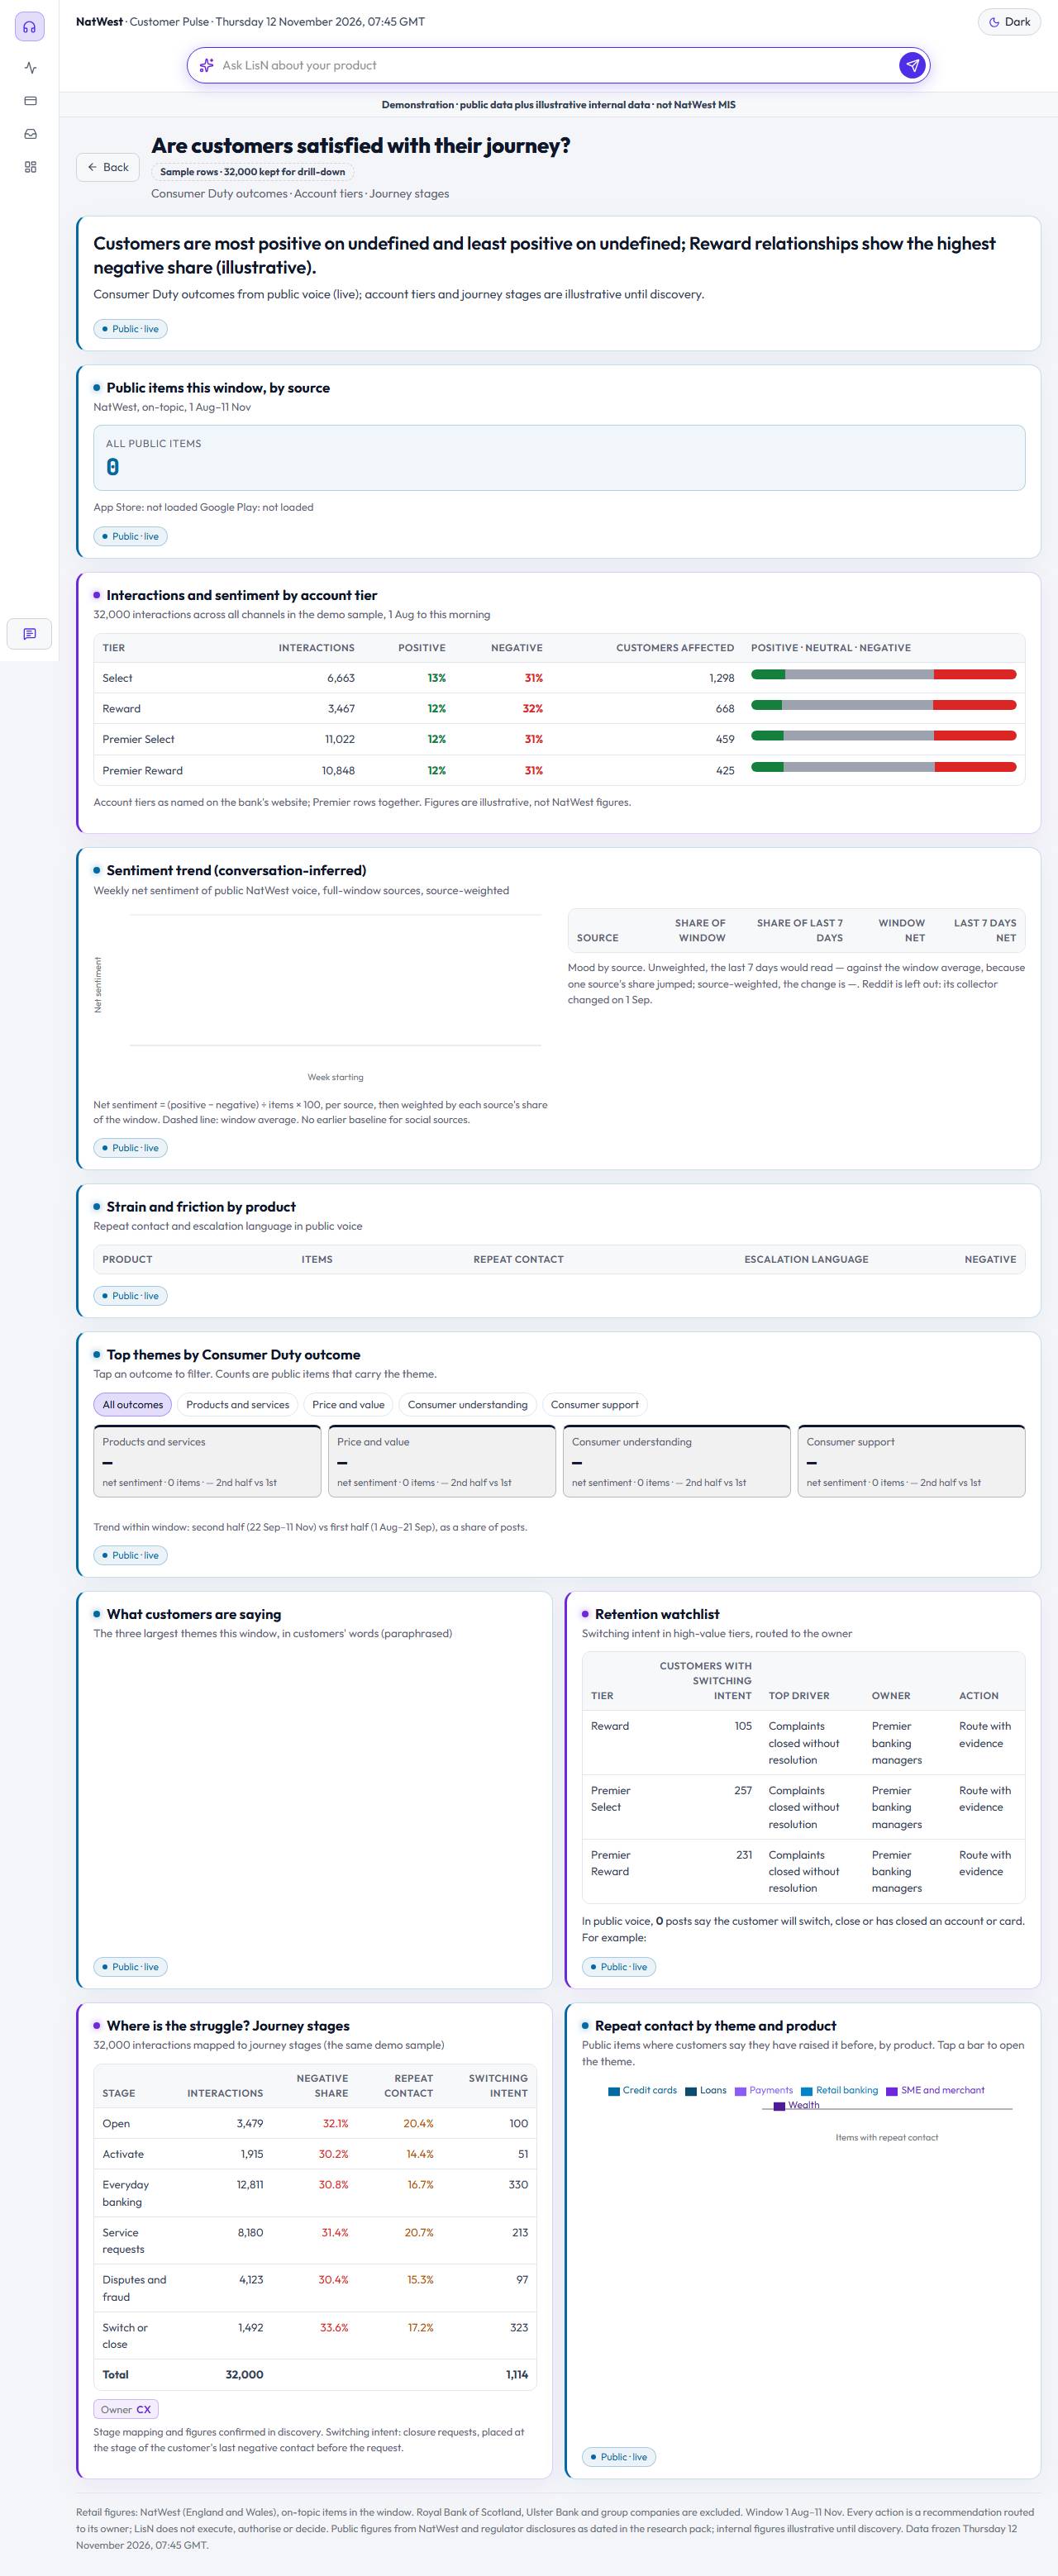 NatWest · Customer Pulse · Thursday 12 November 2026, 07:45 GMT
Dark
Ask LisN about your product
Demonstration · public data plus illustrative internal data · not NatWest MIS
Back
Are customers satisfied with their journey?
Sample rows · 32,000 kept for drill-down
Consumer Duty outcomes · Account tiers · Journey stages
Customers are most positive on undefined and least positive on undefined; Reward relationships show the highest
negative share (illustrative).
Consumer Duty outcomes from public voice (live); account tiers and journey stages are illustrative until discovery.
Public · live
Public items this window, by source
NatWest, on-topic, 1 Aug–11 Nov
ALL PUBLIC ITEMS
0
App Store: not loaded Google Play: not loaded
Public · live
Interactions and sentiment by account tier
32,000 interactions across all channels in the demo sample, 1 Aug to this morning
TIER INTERACTIONS POSITIVE NEGATIVE CUSTOMERS AFFECTED POSITIVE · NEUTRAL · NEGATIVE
Select 6,663 13% 31% 1,298
Reward 3,467 12% 32% 668
Premier Select 11,022 12% 31% 459
Premier Reward 10,848 12% 31% 425
Account tiers as named on the bank's website; Premier rows together. Figures are illustrative, not NatWest figures.
Sentiment trend (conversation-inferred)
Weekly net sentiment of public NatWest voice, full-window sources, source-weighted
Net sentiment
Week starting
Net sentiment = (positive − negative) ÷ items × 100, per source, then weighted by each source's share
of the window. Dashed line: window average. No earlier baseline for social sources.
Public · live
SOURCE SHARE OF WINDOW SHARE OF LAST 7 DAYS WINDOW NET LAST 7 DAYS NET
Mood by source. Unweighted, the last 7 days would read — against the window average, because
one source's share jumped; source-weighted, the change is —. Reddit is left out: its collector
changed on 1 Sep.
Strain and friction by product
Repeat contact and escalation language in public voice
PRODUCT ITEMS REPEAT CONTACT ESCALATION LANGUAGE NEGATIVE
Public · live
Top themes by Consumer Duty outcome
Tap an outcome to filter. Counts are public items that carry the theme.
All outcomes Products and services Price and value Consumer understanding Consumer support
Products and services
—
net sentiment · 0 items · — 2nd half vs 1st
Price and value
—
net sentiment · 0 items · — 2nd half vs 1st
Consumer understanding
—
net sentiment · 0 items · — 2nd half vs 1st
Consumer support
—
net sentiment · 0 items · — 2nd half vs 1st
Trend within window: second half (22 Sep–11 Nov) vs first half (1 Aug–21 Sep), as a share of posts.
Public · live
What customers are saying
The three largest themes this window, in customers' words (paraphrased)
Public · live
Retention watchlist
Switching intent in high-value tiers, routed to the owner
TIER CUSTOMERS WITH SWITCHING INTENT TOP DRIVER OWNER ACTION
Reward 105 Complaints closed without resolution Premier banking managers Route with evidence
Premier Select 257 Complaints closed without resolution Premier banking managers Route with evidence
Premier Reward 231 Complaints closed without resolution Premier banking managers Route with evidence
In public voice, 0 posts say the customer will switch, close or has closed an account or card.
For example:
Public · live
Where is the struggle? Journey stages
32,000 interactions mapped to journey stages (the same demo sample)
STAGE INTERACTIONS NEGATIVE SHARE REPEAT CONTACT SWITCHING INTENT
Open 3,479 32.1% 20.4% 100
Activate 1,915 30.2% 14.4% 51
Everyday banking 12,811 30.8% 16.7% 330
Service requests 8,180 31.4% 20.7% 213
Disputes and fraud 4,123 30.4% 15.3% 97
Switch or close 1,492 33.6% 17.2% 323
Total 32,000 1,114
Owner CX
Stage mapping and figures confirmed in discovery. Switching intent: closure requests, placed at
the stage of the customer's last negative contact before the request.
Repeat contact by theme and product
Public items where customers say they have raised it before, by product. Tap a bar to open
the theme.
Credit cards Loans Payments Retail banking SME and merchant
Wealth
Items with repeat contact
Public · live
Retail figures: NatWest (England and Wales), on-topic items in the window. Royal Bank of Scotland, Ulster Bank and group companies are excluded. Window 1 Aug–11 Nov. Every action is a recommendation routed
to its owner; LisN does not execute, authorise or decide. Public figures from NatWest and regulator disclosures as dated in the research pack; internal figures illustrative until discovery. Data frozen Thursday 12
November 2026, 07:45 GMT.